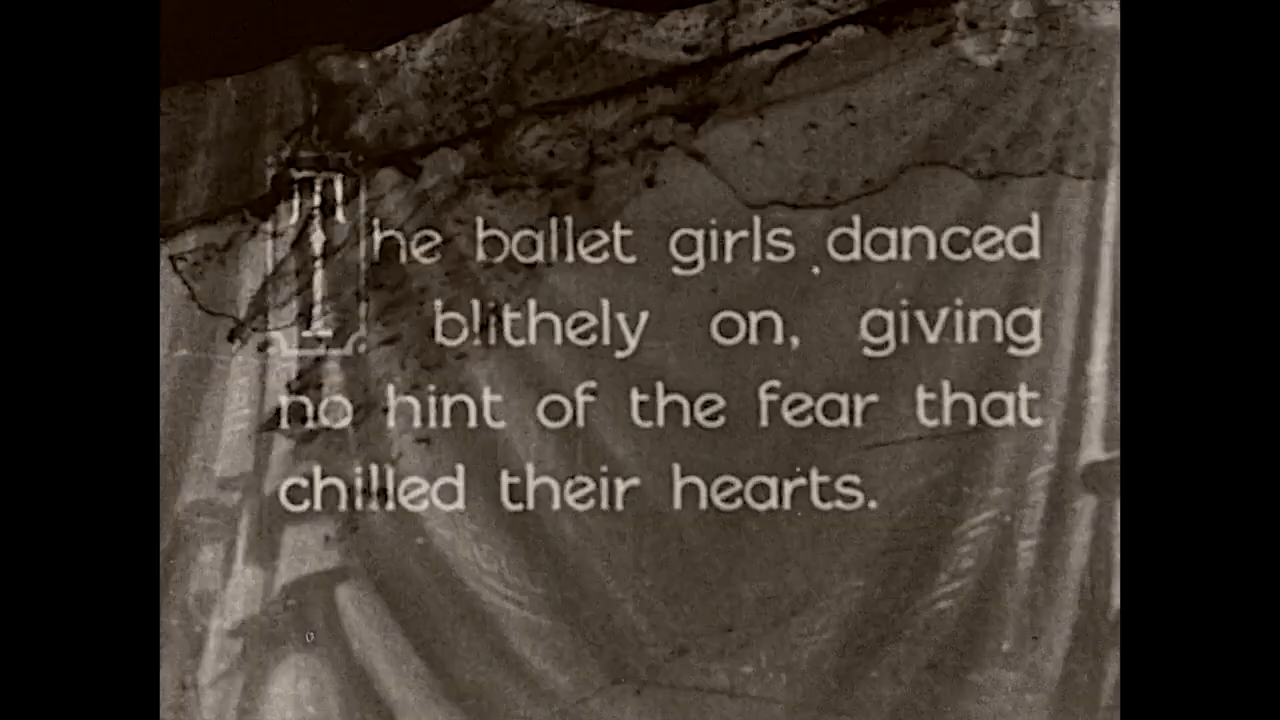 The ballet girls danced
blithely on, giving
no hint of the fear that
chilled their hearts.